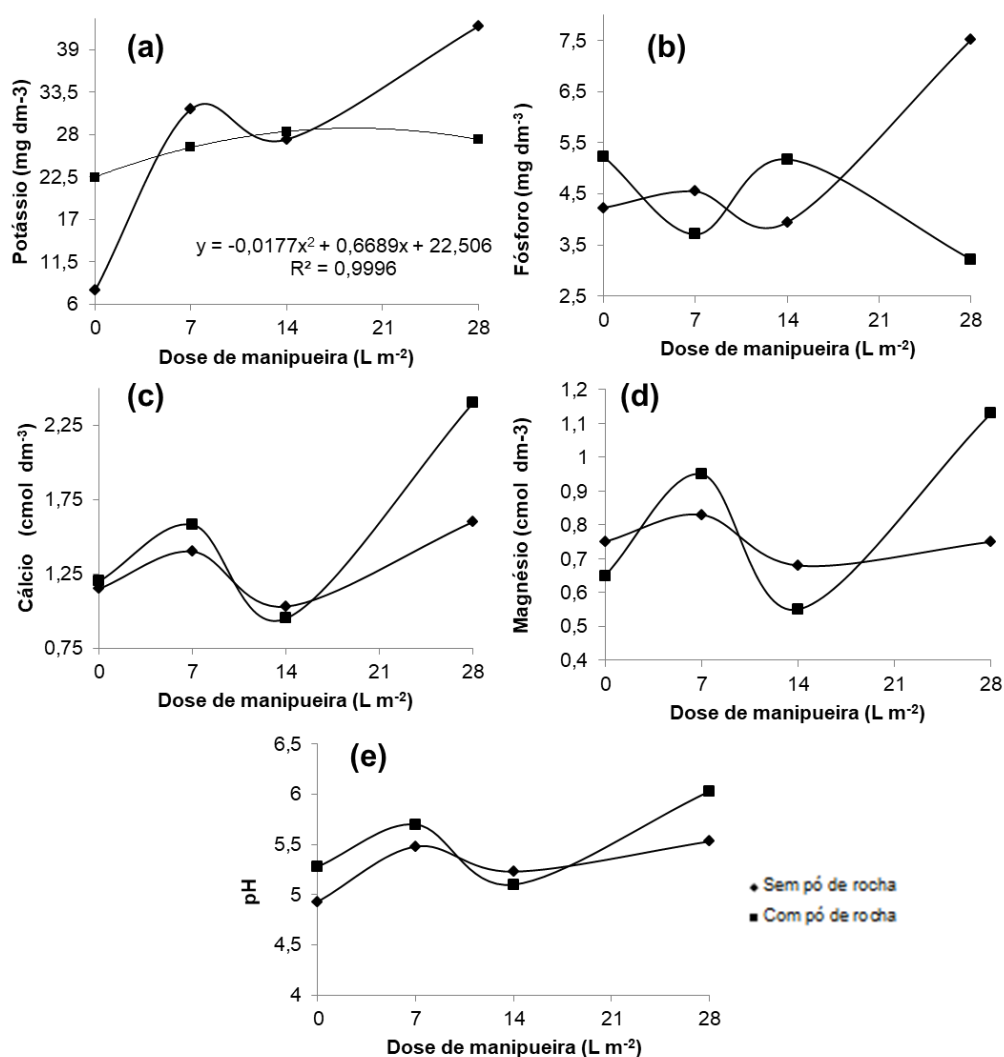 (a)
Potássio (mg dm-3)
39
33,5
28
22,5
17
11,5
6
y = -0,0177x² + 0,6689x + 22,506
R² = 0,9996
0 7 14 21 28
Dose de manipueira (L m⁻²)
(b)
Fósforo (mg dm⁻³ )
7,5
6,5
5,5
4,5
3,5
2,5
0 7 14 21 28
Dose de manipueira (L m⁻²)
(c)
Cálcio (cmol dm⁻³)
2,25
1,75
1,25
0,75
0 7 14 21 28
Dose de manipueira (L m⁻²)
(d)
Magnésio (cmol dm-3)
1,2
1,1
1
0,9
0,8
0,7
0,6
0,5
0,4
0 7 14 21 28
Dose de manipueira (L m⁻²)
(e)
pH
6,5
6
5,5
5
4,5
4
0 7 14 21 28
Dose de manipueira (L m⁻²)
Sem pó de rocha
Com pó de rocha